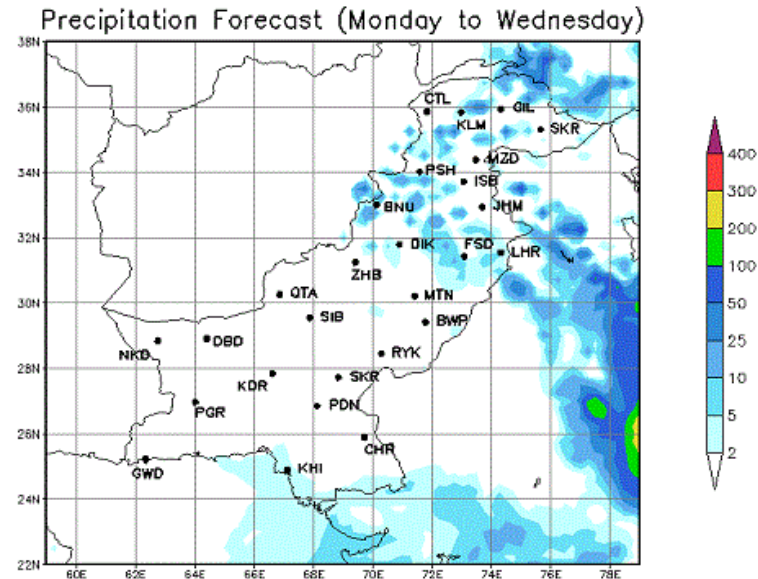 Precipitation Forecast (Monday to Wednesday)
38N
36N
34N
32N
30N
28N
26N
24N
22N
60E
62E
64E
66E
68E
70E
72E
74E
76E
78E
CTL
GIL
KLM
SKR
MZD
PSH
ISB
BNU
JHM
DIK
FSD
LHR
ZHB
QTA
MTN
SIB
BWP
NKD
DBD
RYK
KDR
SKR
PGR
PDN
CHR
GWD
KHI
400
300
200
100
50
25
10
5
2